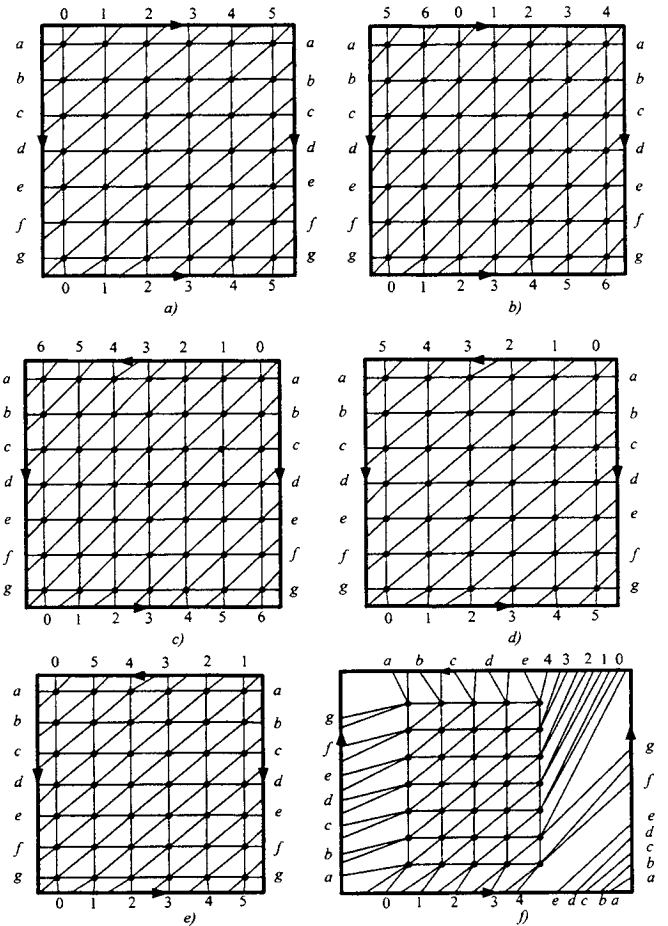 0 1 2 3 4 5
a a
b b
c c
d d
e e
f f
g g
0 1 2 3 4 5
a)
5 6 0 1 2 3 4
a a
b b
c c
d d
e e
f f
g g
0 1 2 3 4 5 6
b)
6 5 4 3 2 1 0
a a
b b
c c
d d
e e
f f
g g
0 1 2 3 4 5 6
c)
5 4 3 2 1 0
a a
b b
c c
d d
e e
f f
g g
0 1 2 3 4 5
d)
0 5 4 3 2 1
a a
b b
c c
d d
e e
f f
g g
0 1 2 3 4 5
e)
a b c d e 4 3 2 1 0
g g
f f
e e
d d
c c
b b
a a
0 1 2 3 4 e d c b a
f)